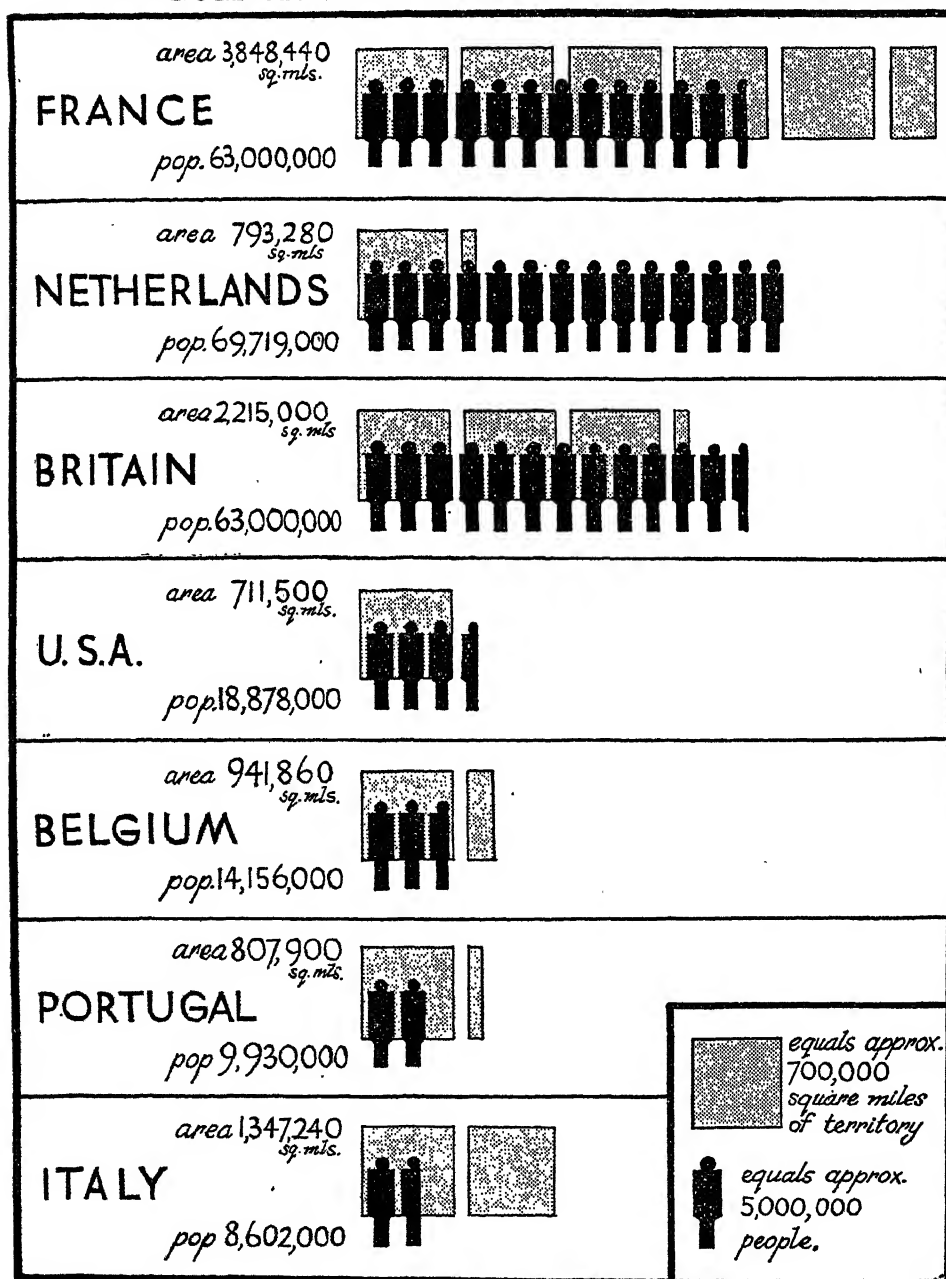 area 3,848,440
sq.mls.
FRANCE
pop. 63,000,000
area 793,280
sq.mls
NETHERLANDS
pop. 69,719,000
area 2,215,000
sq.mls
BRITAIN
pop. 63,000,000
area 711,500
sq.mls.
U.S.A.
pop. 18,878,000
area 941,860
sq.mls.
BELGIUM
pop. 14,156,000
area 807,900
sq.mls.
PORTUGAL
pop 9,930,000
area 1,347,240
sq.mls.
ITALY
pop 8,602,000
equals approx.
700,000
square miles
of territory
equals approx.
5,000,000
people.